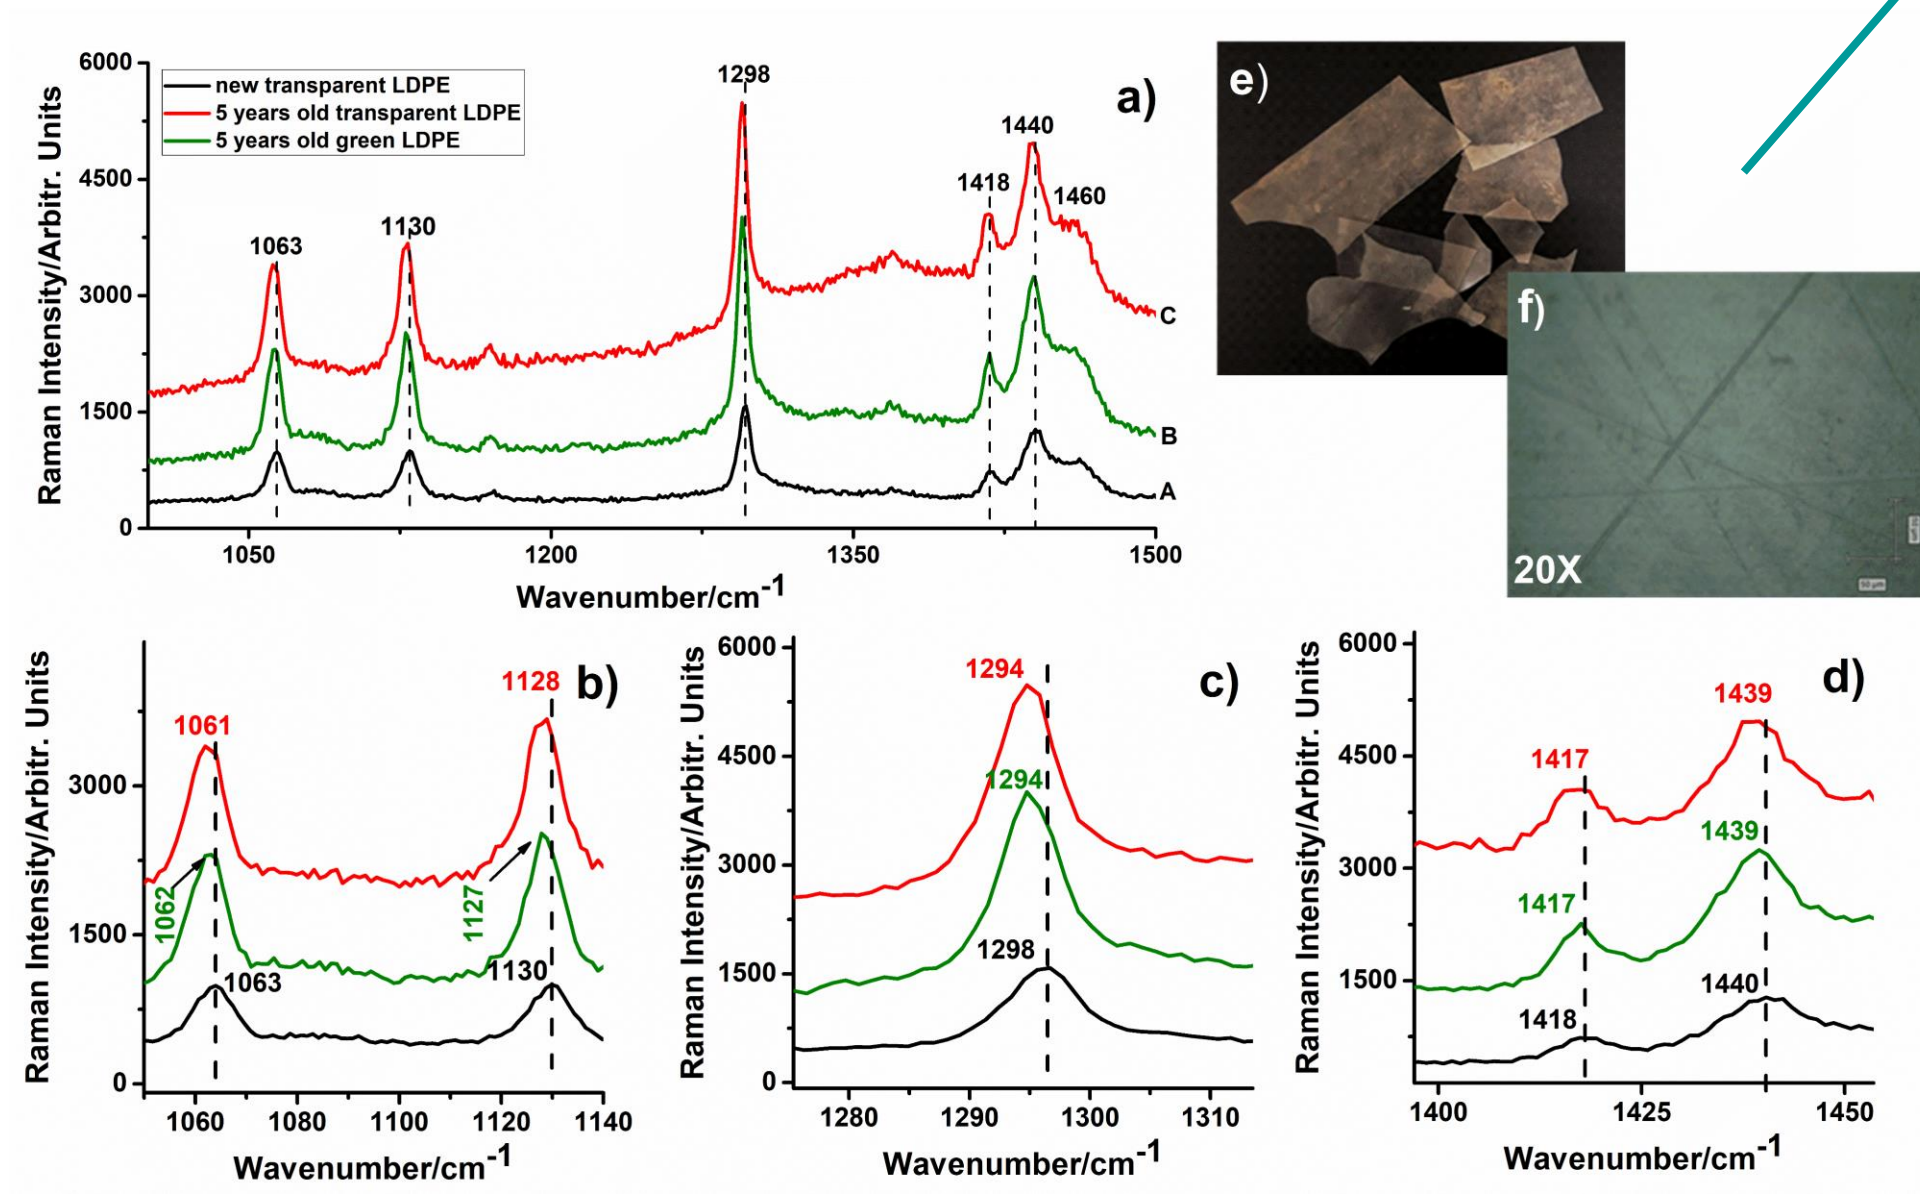 6000
4500
3000
1500
0
Raman Intensity/Arbitr. Units
new transparent LDPE
5 years old transparent LDPE
5 years old green LDPE
1063
1130
1298
1418
1440
1460
a)
C
B
A
1050
1200
1350
1500
Wavenumber/cm⁻¹
e)
f)
20X
50 µm
3000
1500
0
Raman Intensity/Arbitr. Units
1061
1128
b)
1062
1127
1063
1130
1060
1080
1100
1120
1140
Wavenumber/cm⁻¹
6000
4500
3000
1500
0
Raman Intensity/Arbitr. Units
1294
c)
1294
1298
1280
1290
1300
1310
Wavenumber/cm⁻¹
6000
4500
3000
1500
Raman Intensity/Arbitr. Units
1439
d)
1417
1439
1417
1440
1418
1400
1425
1450
Wavenumber/cm⁻¹